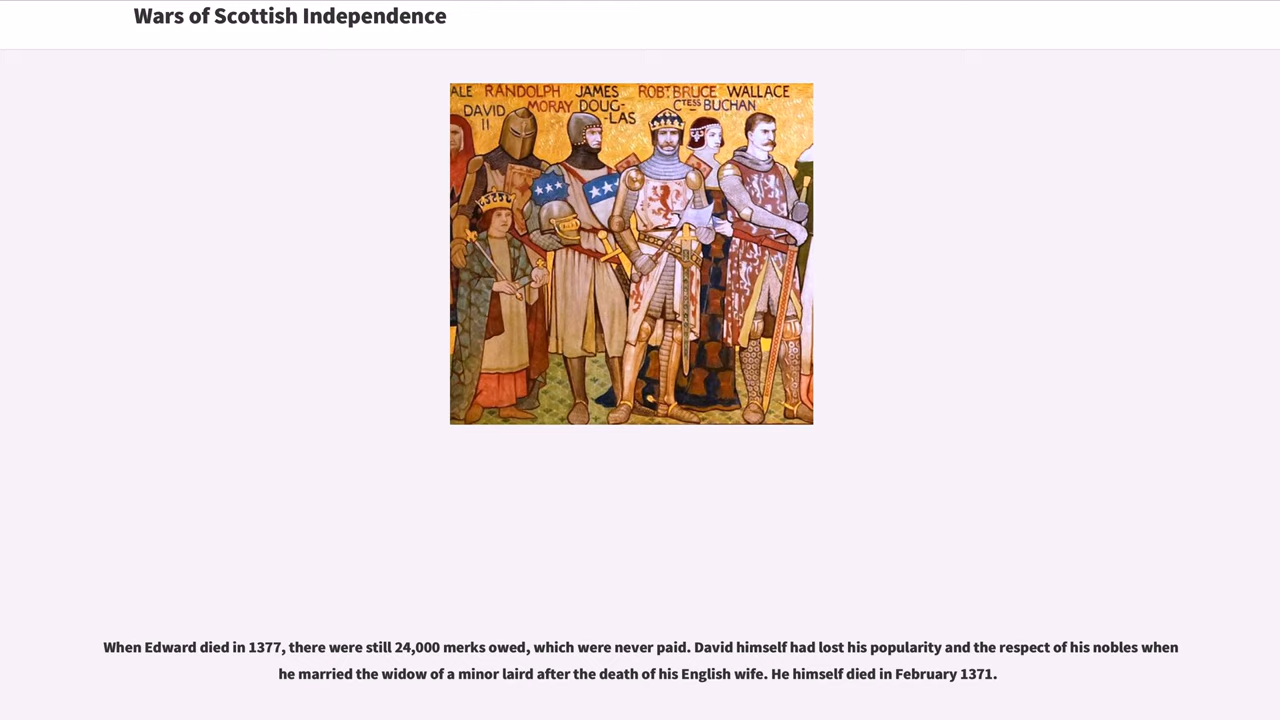 Wars of Scottish Independence
ALE RANDOLPH JAMES ROBT BRUCE WALLACE
DAVID MORAY DOUG- CTESS BUCHAN
II -LAS
When Edward died in 1377, there were still 24,000 merks owed, which were never paid. David himself had lost his popularity and the respect of his nobles when
he married the widow of a minor laird after the death of his English wife. He himself died in February 1371.